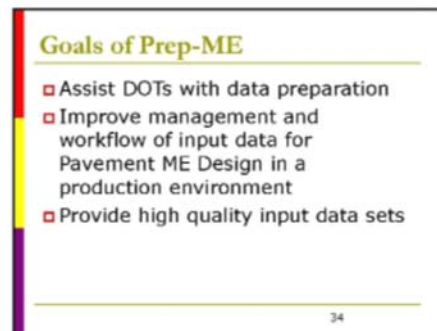 Goals of Prep-ME
Assist DOTs with data preparation
Improve management and
workflow of input data for
Pavement ME Design in a
production environment
Provide high quality input data sets
34